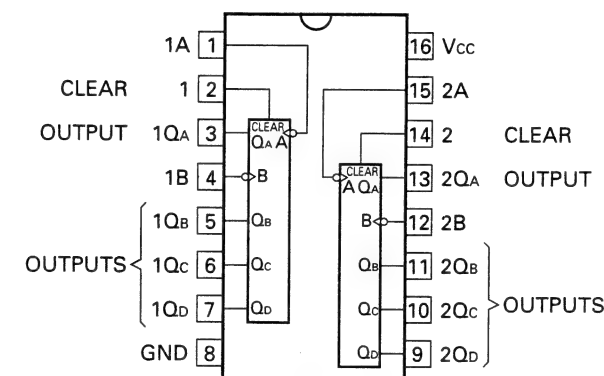 1A 1
CLEAR 1 2
OUTPUT 1QA 3
1B 4
1QB 5
OUTPUTS 1QC 6
1QD 7
GND 8
CLEAR
QA A
B
QB
QC
QD
CLEAR
A QA
B
QB
QC
QD
16 Vcc
15 2A
14 2 CLEAR
13 2QA OUTPUT
12 2B
11 2QB
10 2QC OUTPUTS
9 2QD